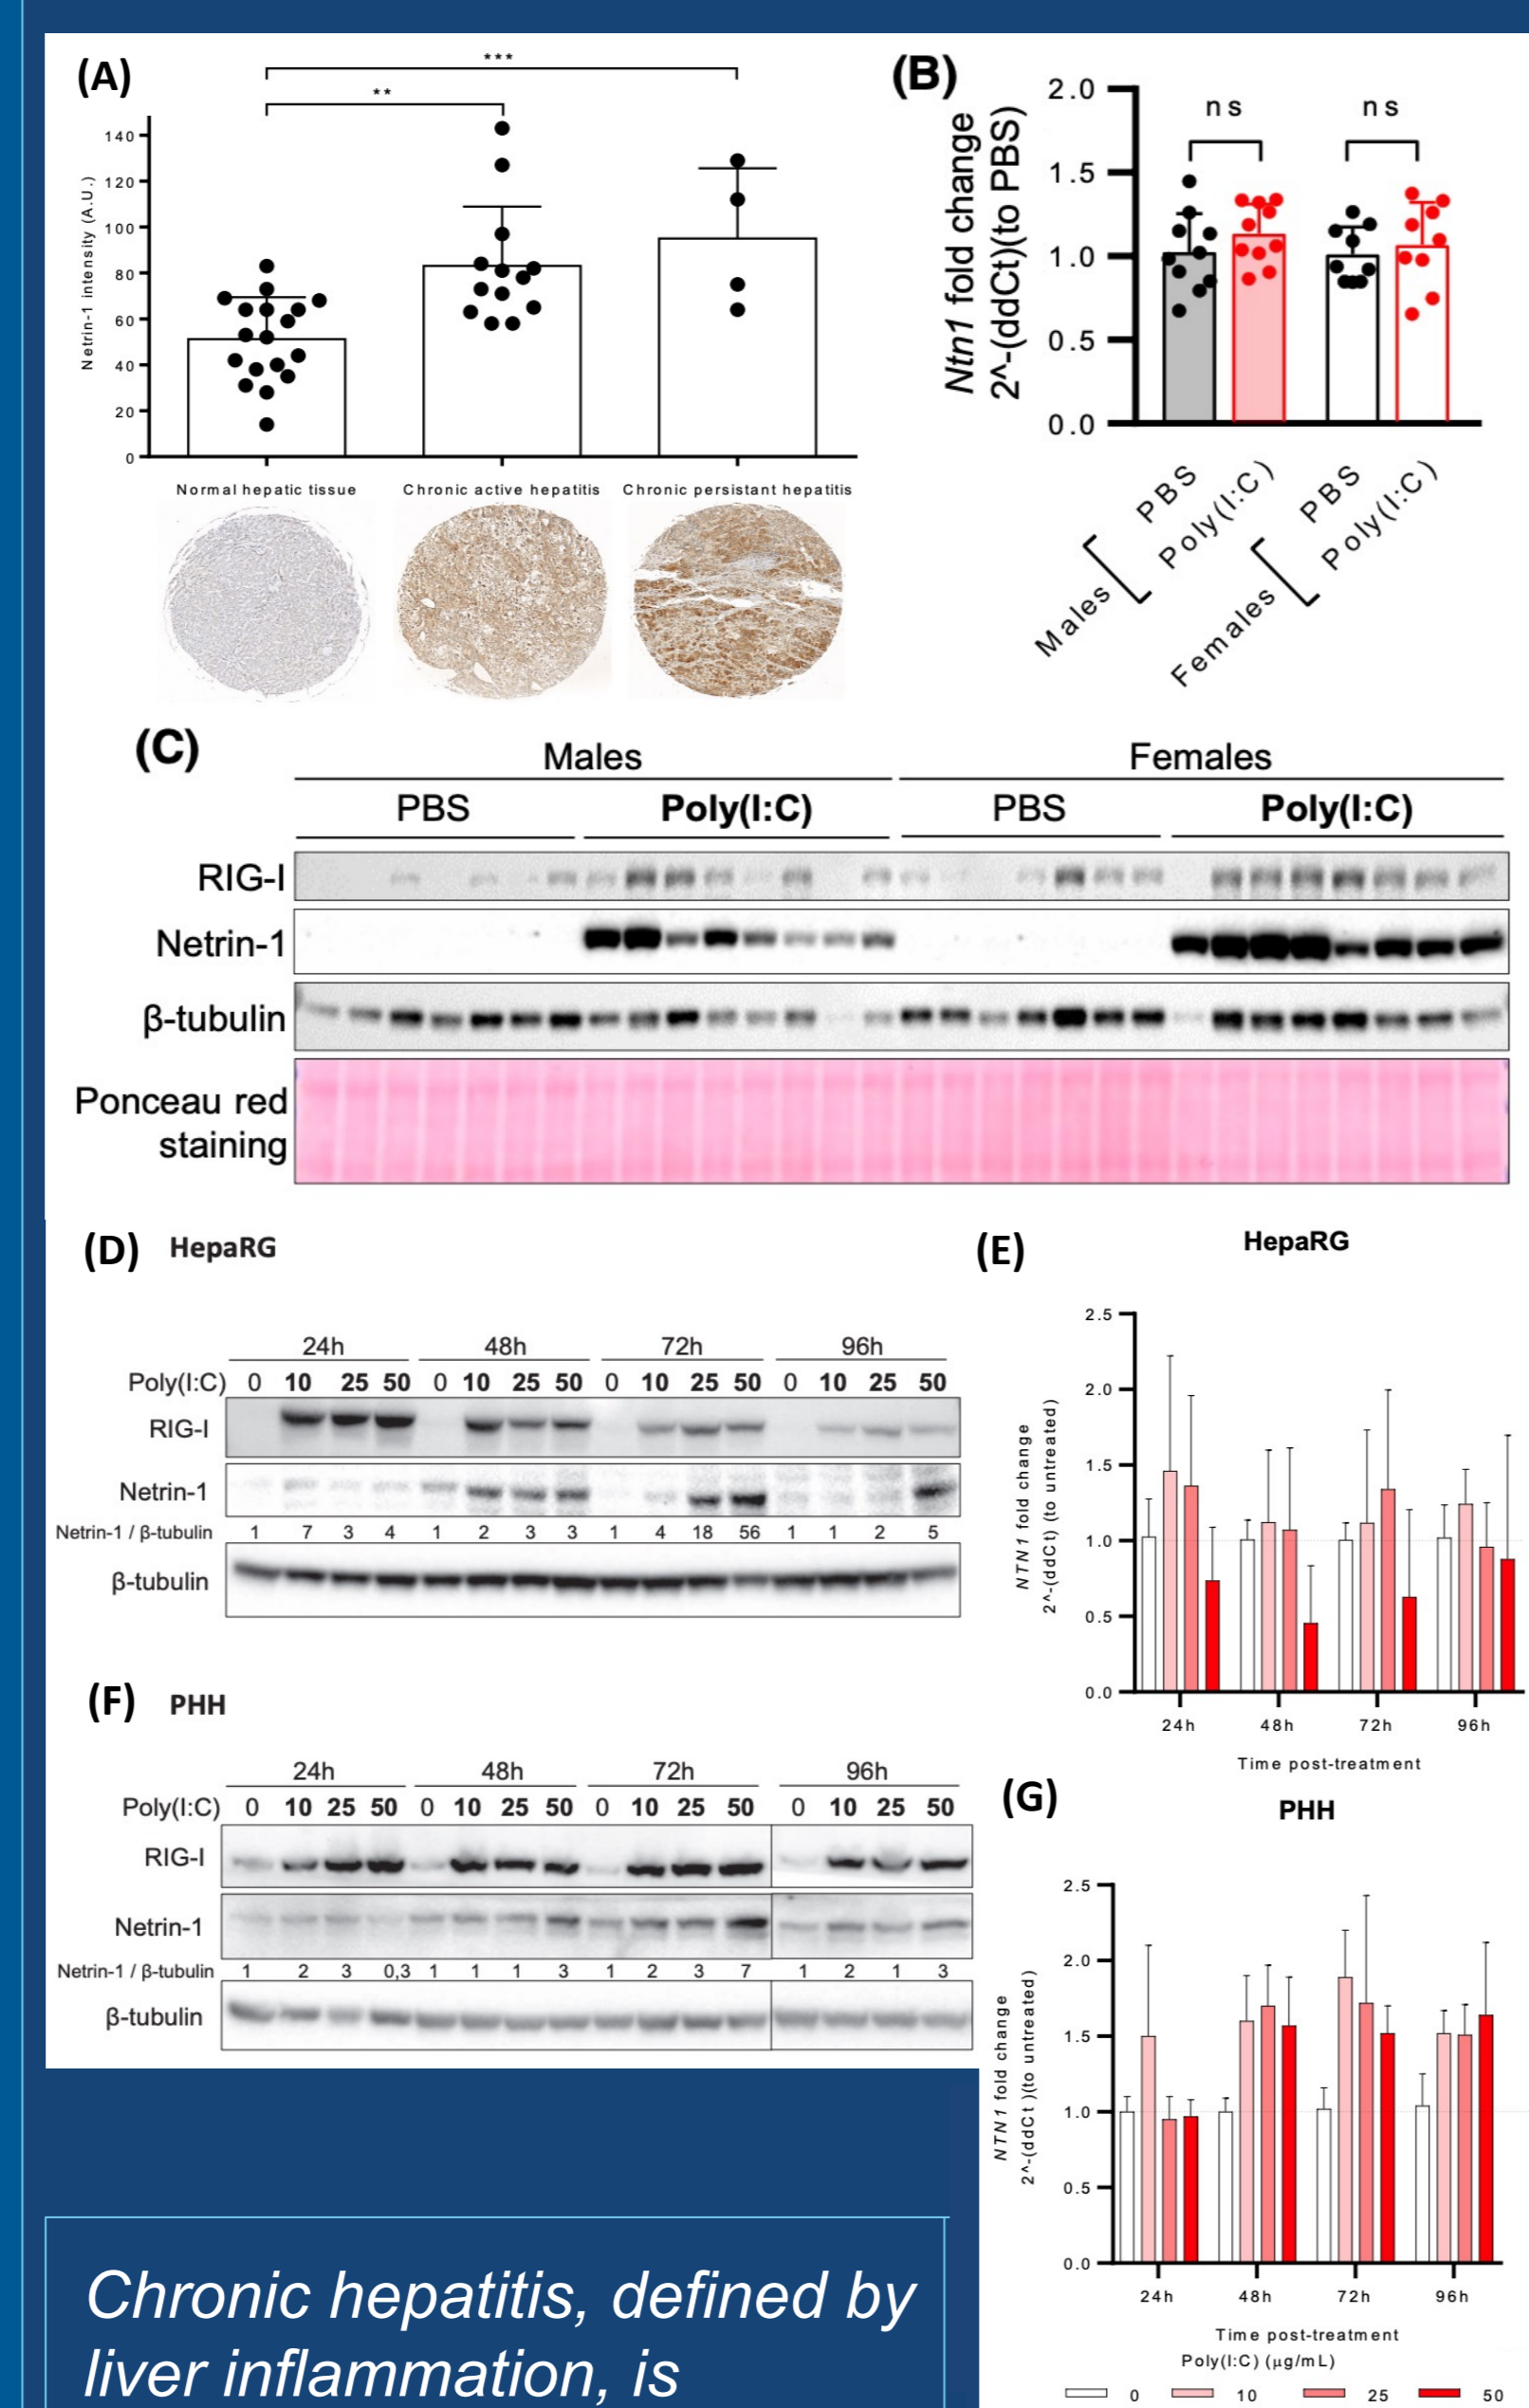 (A)
***
**
Netrin-1 intensity (A.U.)
140
120
100
80
60
40
20
0
Normal hepatic tissue Chronic active hepatitis Chronic persistant hepatitis
(B)
Ntn1 fold change
2^-(ddCt)(to PBS)
2.0
1.5
1.0
0.5
0.0
ns ns
PBS
Poly(I:C)
PBS
Poly(I:C)
Males
Females
(C)
Males Females
PBS Poly(I:C) PBS Poly(I:C)
RIG-I
Netrin-1
β-tubulin
Ponceau red
staining
(D) HepaRG
24h 48h 72h 96h
Poly(I:C) 0 10 25 50 0 10 25 50 0 10 25 50 0 10 25 50
RIG-I
Netrin-1
Netrin-1 / β-tubulin 1 7 3 4 1 2 3 3 1 4 18 56 1 1 2 5
β-tubulin
(E) HepaRG
NTN1 fold change
2^-(ddCt) (to untreated)
2.5
2.0
1.5
1.0
0.5
0.0
24h 48h 72h 96h
Time post-treatment
(F) PHH
24h 48h 72h 96h
Poly(I:C) 0 10 25 50 0 10 25 50 0 10 25 50 0 10 25 50
RIG-I
Netrin-1
Netrin-1 / β-tubulin 1 2 3 0,3 1 1 1 3 1 2 3 7 1 2 1 3
β-tubulin
(G) PHH
NTN1 fold change
2^-(ddCt )(to untreated)
2.5
2.0
1.5
1.0
0.5
0.0
24h 48h 72h 96h
Time post-treatment
Poly(I:C) (µg/mL)
0 10 25 50
Chronic hepatitis, defined by
liver inflammation, is